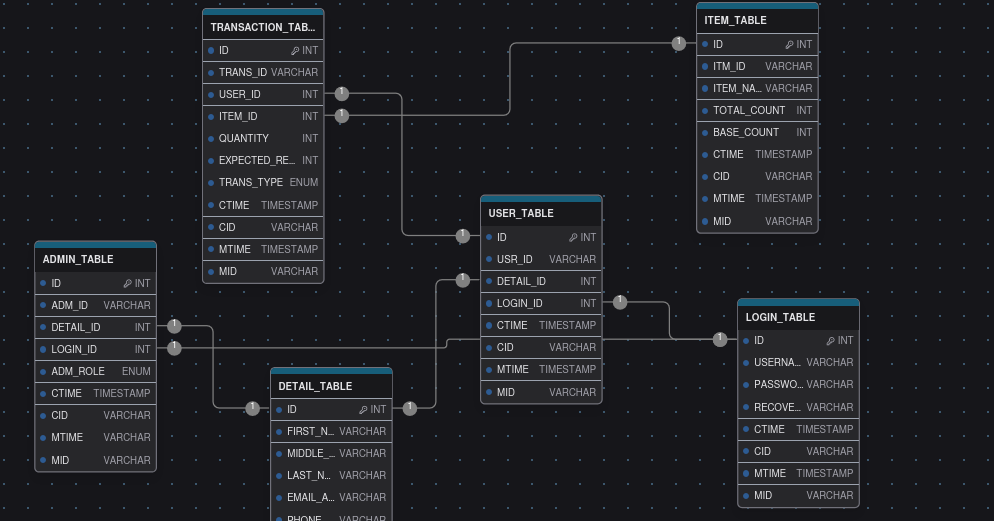 TRANSACTION_TAB...
ID INT
TRANS_ID VARCHAR
USER_ID INT
ITEM_ID INT
QUANTITY INT
EXPECTED_RE... INT
TRANS_TYPE ENUM
CTIME TIMESTAMP
CID VARCHAR
MTIME TIMESTAMP
MID VARCHAR
1
1
1
ITEM_TABLE
ID INT
ITM_ID VARCHAR
ITEM_NA... VARCHAR
TOTAL_COUNT INT
BASE_COUNT INT
CTIME TIMESTAMP
CID VARCHAR
MTIME TIMESTAMP
MID VARCHAR
USER_TABLE
1
ID INT
USR_ID VARCHAR
1
DETAIL_ID INT
LOGIN_ID INT
1
CTIME TIMESTAMP
CID VARCHAR
MTIME TIMESTAMP
MID VARCHAR
ADMIN_TABLE
ID INT
ADM_ID VARCHAR
DETAIL_ID INT
1
LOGIN_ID INT
1
ADM_ROLE ENUM
CTIME TIMESTAMP
CID VARCHAR
MTIME VARCHAR
MID VARCHAR
LOGIN_TABLE
1
ID INT
USERNA... VARCHAR
PASSWO... VARCHAR
RECOVE... VARCHAR
CTIME TIMESTAMP
CID VARCHAR
MTIME TIMESTAMP
MID VARCHAR
DETAIL_TABLE
1
ID INT
1
FIRST_N... VARCHAR
MIDDLE_... VARCHAR
LAST_N... VARCHAR
EMAIL_A... VARCHAR
PHONE_ VARCHAR